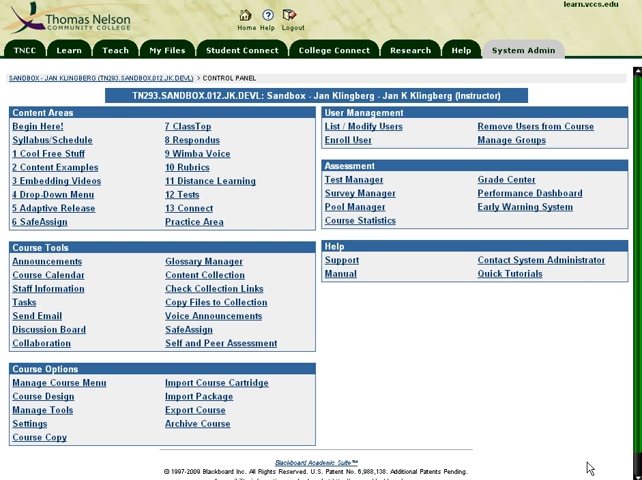 learn.vccs.edu
Thomas Nelson
COMMUNITY COLLEGE
Home Help Logout
TNCC Learn Teach My Files Student Connect College Connect Research Help System Admin
SANDBOX - JAN KLINGBERG (TN293.SANDBOX.012.JK.DEVL) > CONTROL PANEL
TN293.SANDBOX.012.JK.DEVL: Sandbox - Jan Klingberg - Jan K Klingberg (Instructor)
Content Areas
Begin Here! 7 ClassTop
Syllabus/Schedule 8 Respondus
1 Cool Free Stuff 9 Wimba Voice
2 Content Examples 10 Rubrics
3 Embedding Videos 11 Distance Learning
4 Drop-Down Menu 12 Tests
5 Adaptive Release 13 Connect
6 SafeAssign Practice Area
Course Tools
Announcements Glossary Manager
Course Calendar Content Collection
Staff Information Check Collection Links
Tasks Copy Files to Collection
Send Email Voice Announcements
Discussion Board SafeAssign
Collaboration Self and Peer Assessment
Course Options
Manage Course Menu Import Course Cartridge
Course Design Import Package
Manage Tools Export Course
Settings Archive Course
Course Copy
User Management
List / Modify Users Remove Users from Course
Enroll User Manage Groups
Assessment
Test Manager Grade Center
Survey Manager Performance Dashboard
Pool Manager Early Warning System
Course Statistics
Help
Support Contact System Administrator
Manual Quick Tutorials
Blackboard Academic Suite™
© 1997-2009 Blackboard Inc. All Rights Reserved. U.S. Patent No. 6,988,138. Additional Patents Pending.